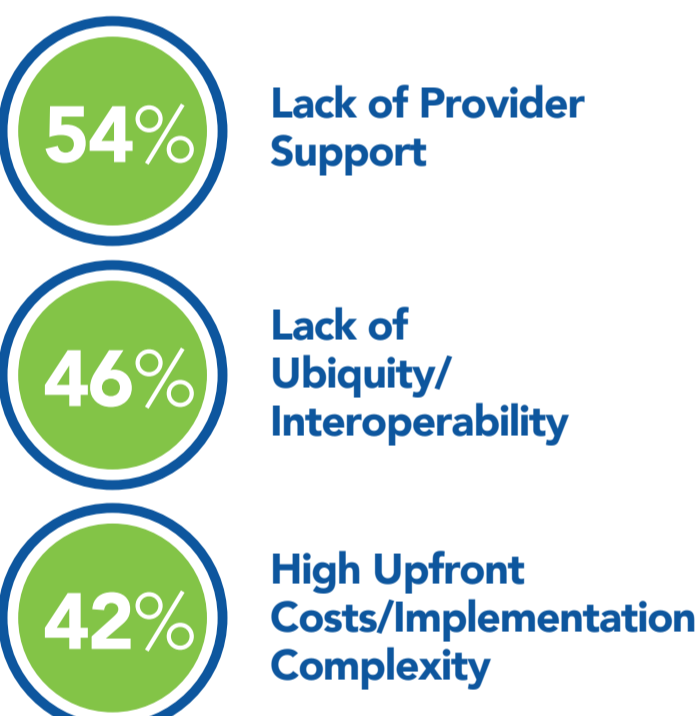 54%
Lack of Provider
Support
46%
Lack of
Ubiquity/
Interoperability
42%
High Upfront
Costs/Implementation
Complexity